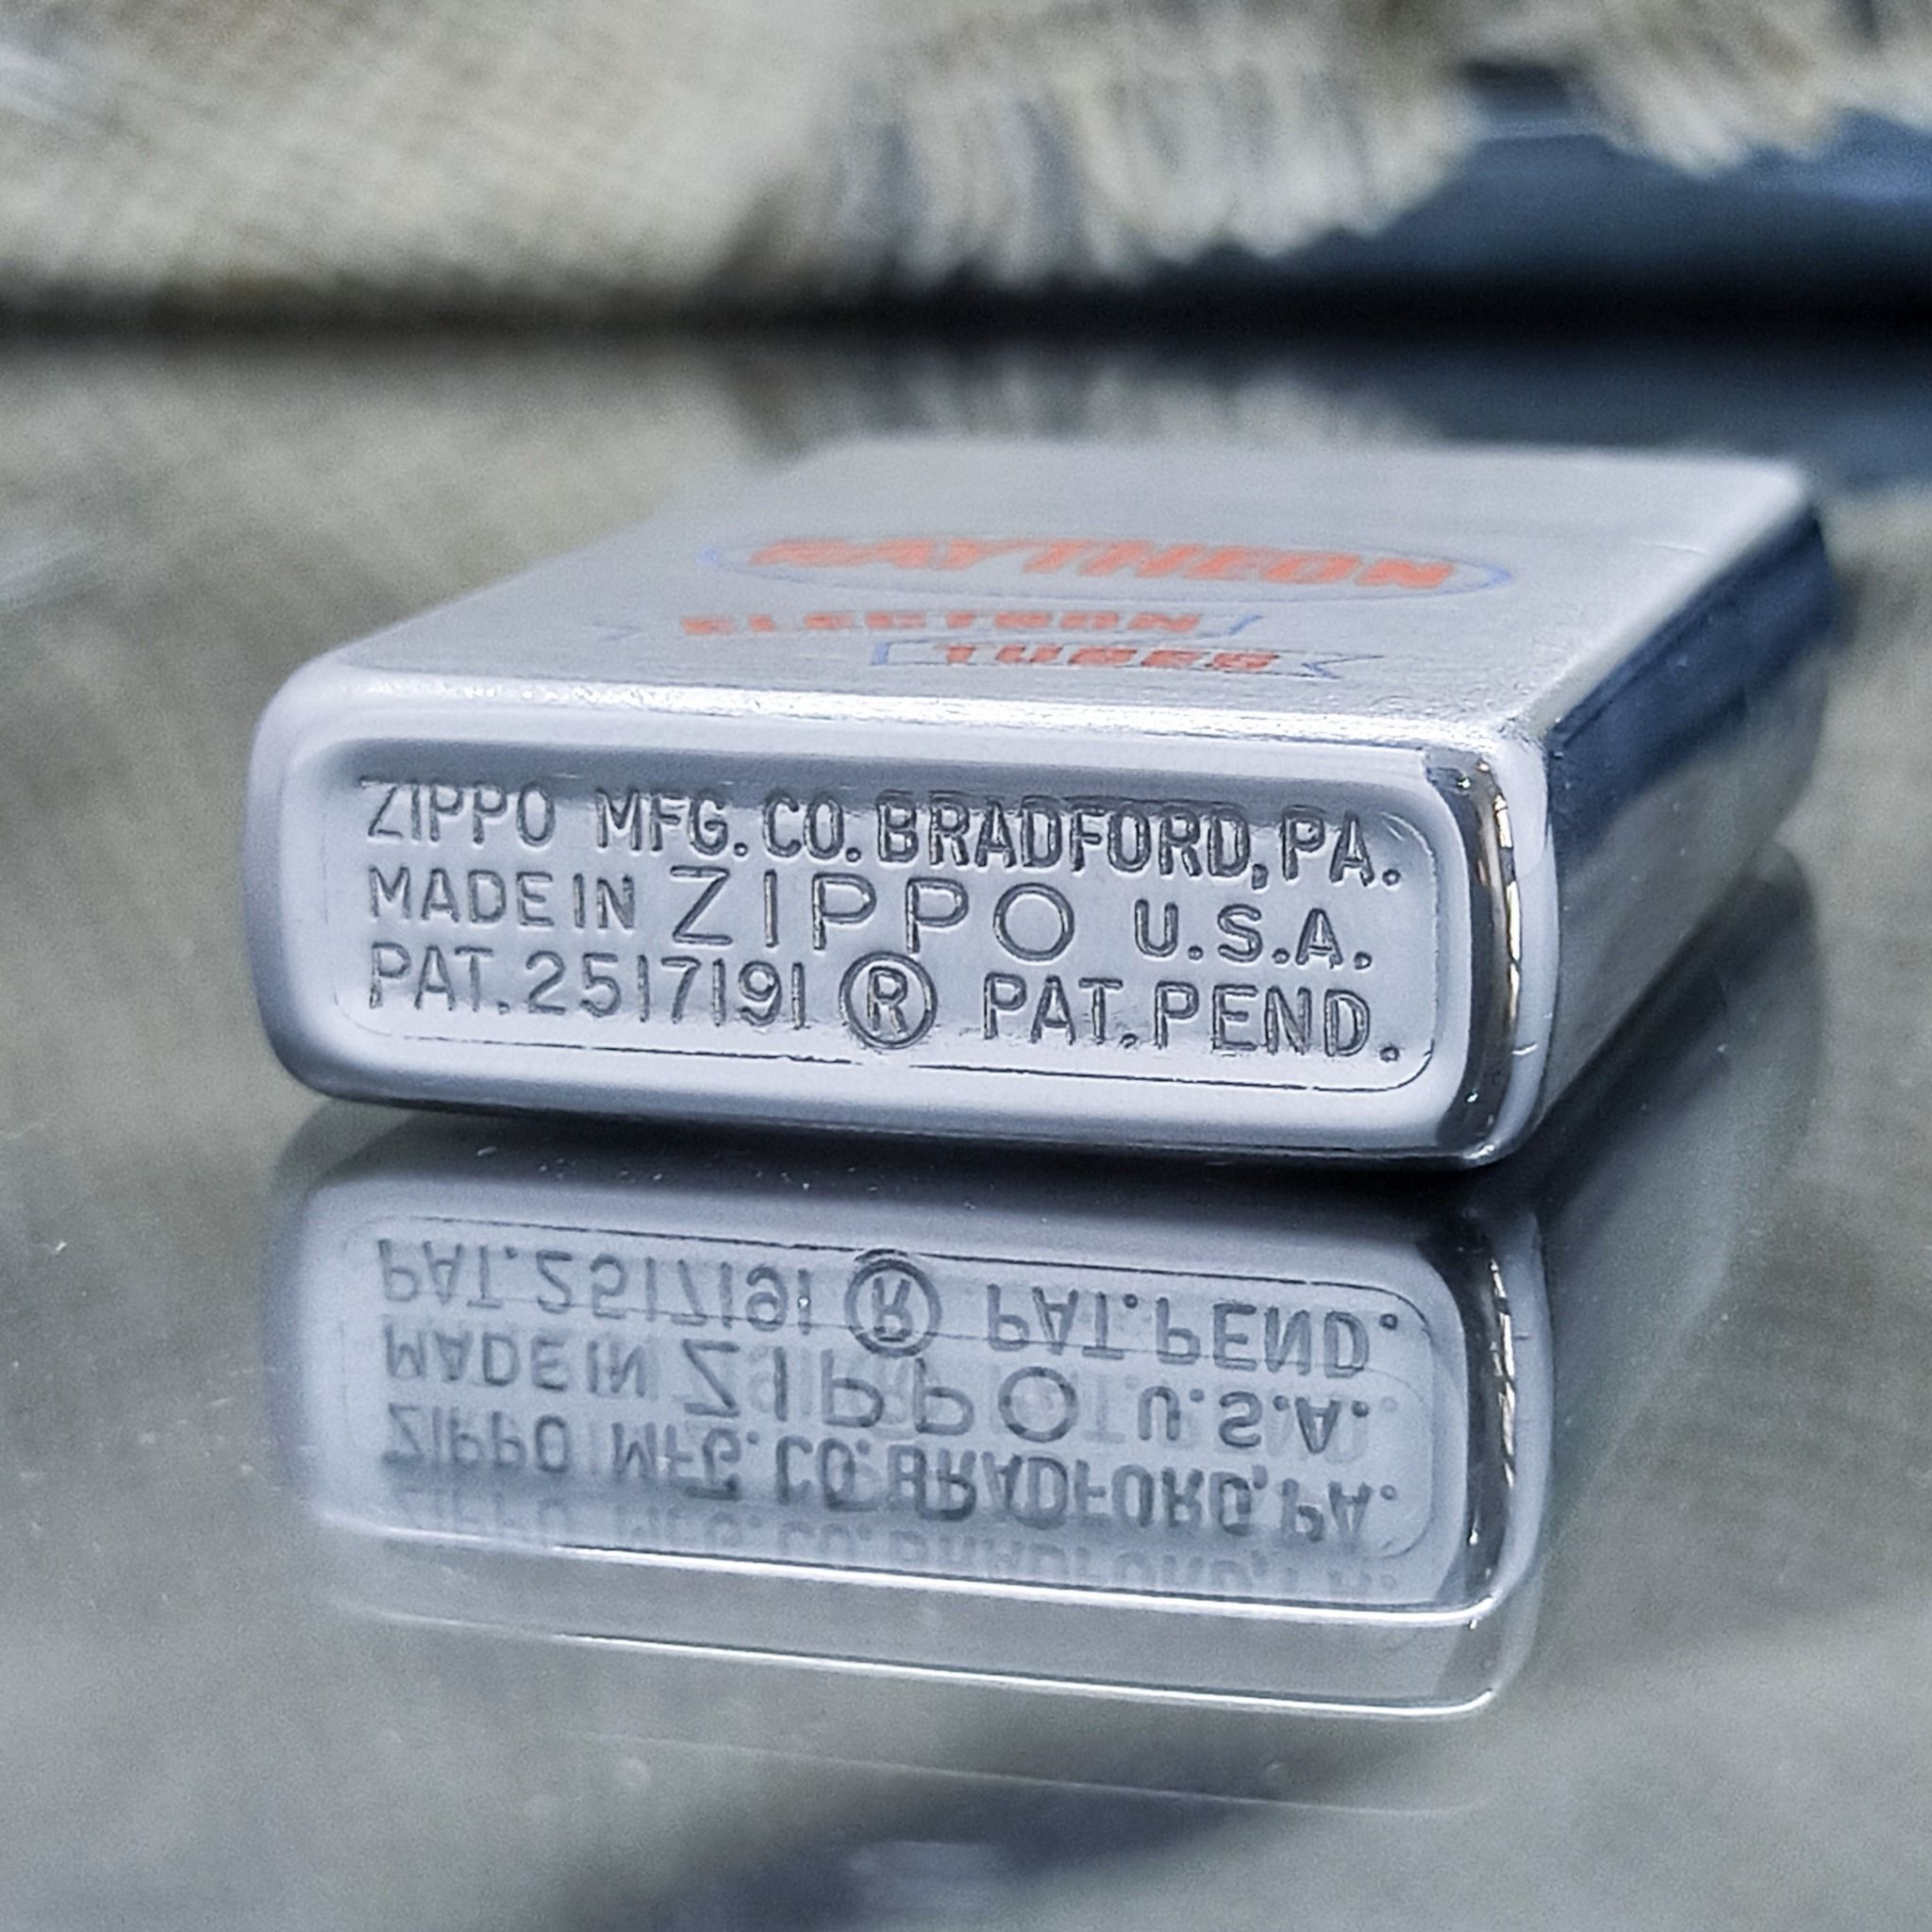 RAYTHEON
ELECTRON
TUBES
ZIPPO MFG. CO. BRADFORD, PA.
MADE IN ZIPPO U.S.A.
PAT. 2517191 ® PAT. PEND.